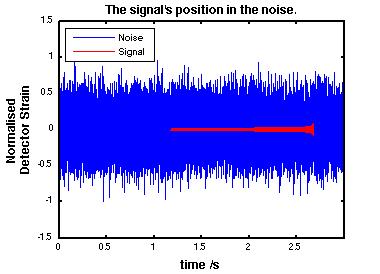 The signal's position in the noise.
1.5
Noise
Signal
1
0.5
0
-0.5
-1
-1.5
Normalised
Detector Strain
0 0.5 1 1.5 2 2.5
time /s